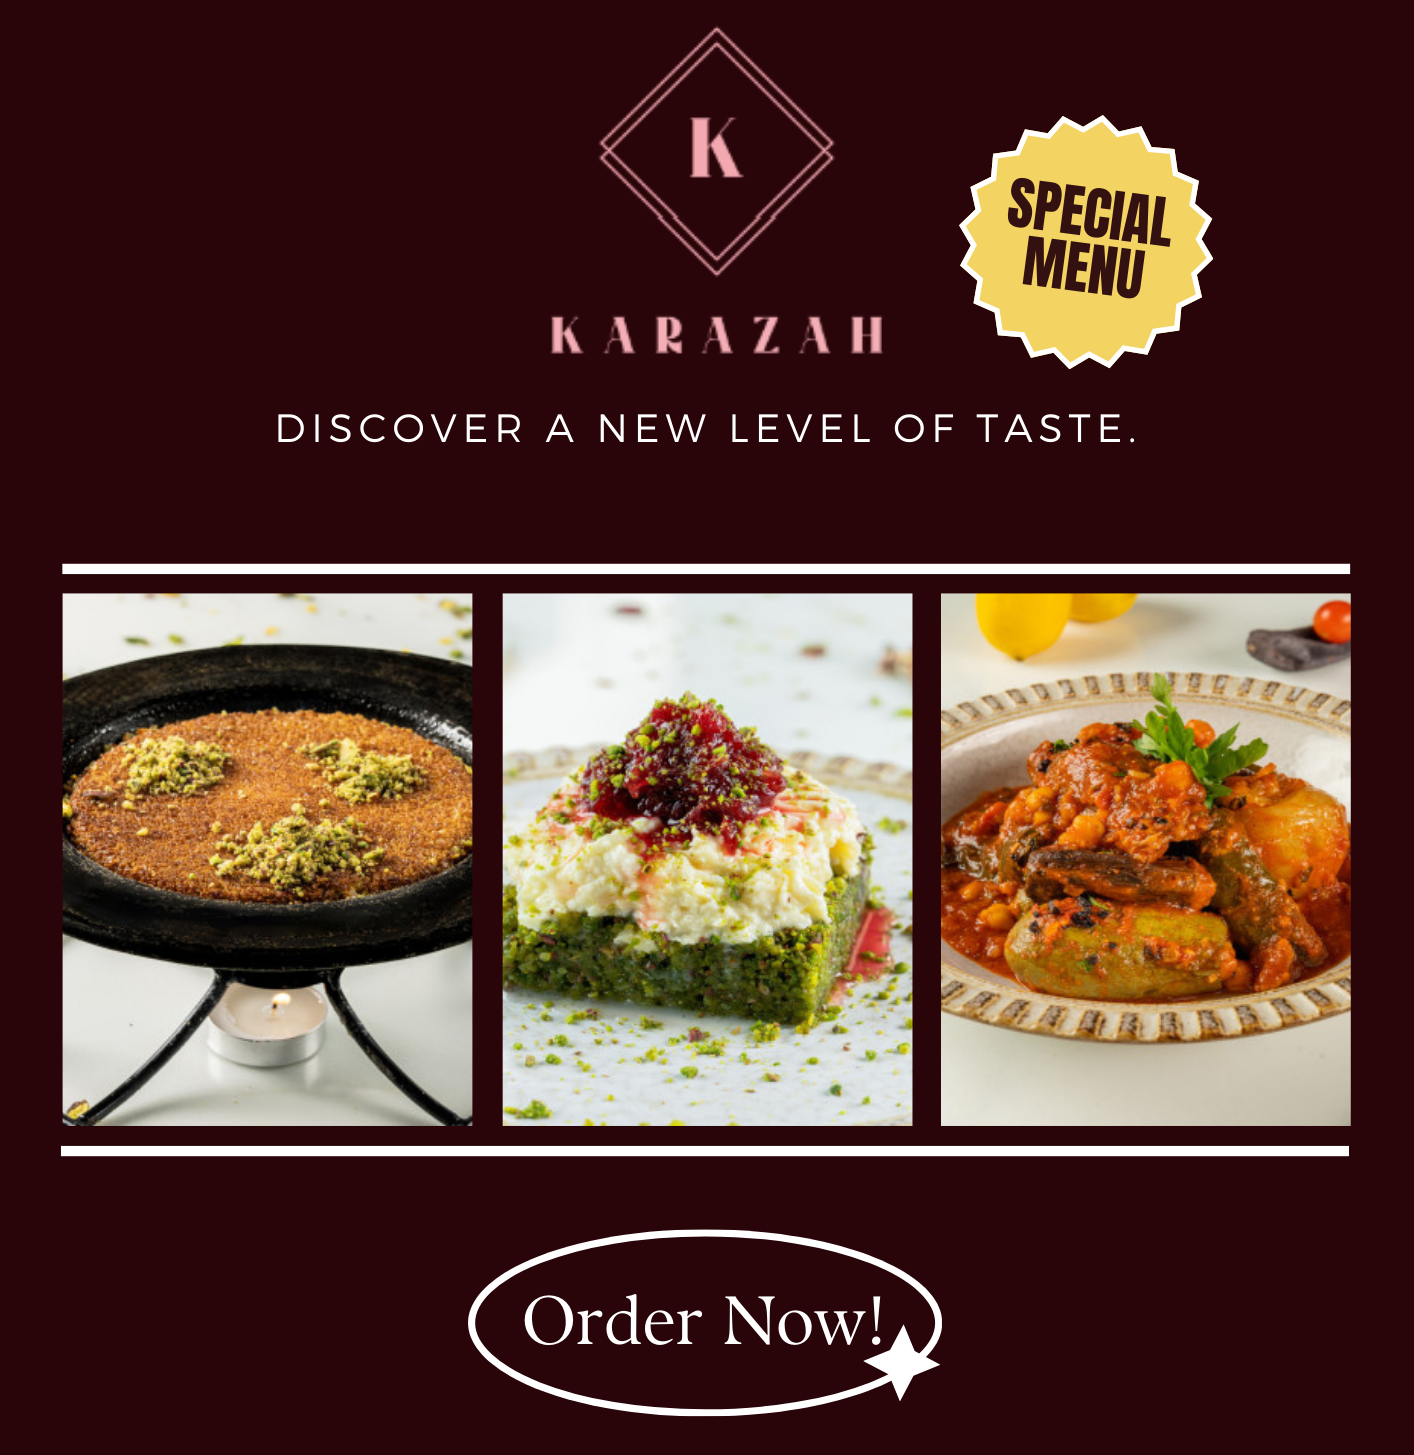 K
KARAZAH
SPECIAL
MENU
DISCOVER A NEW LEVEL OF TASTE.
Order Now!